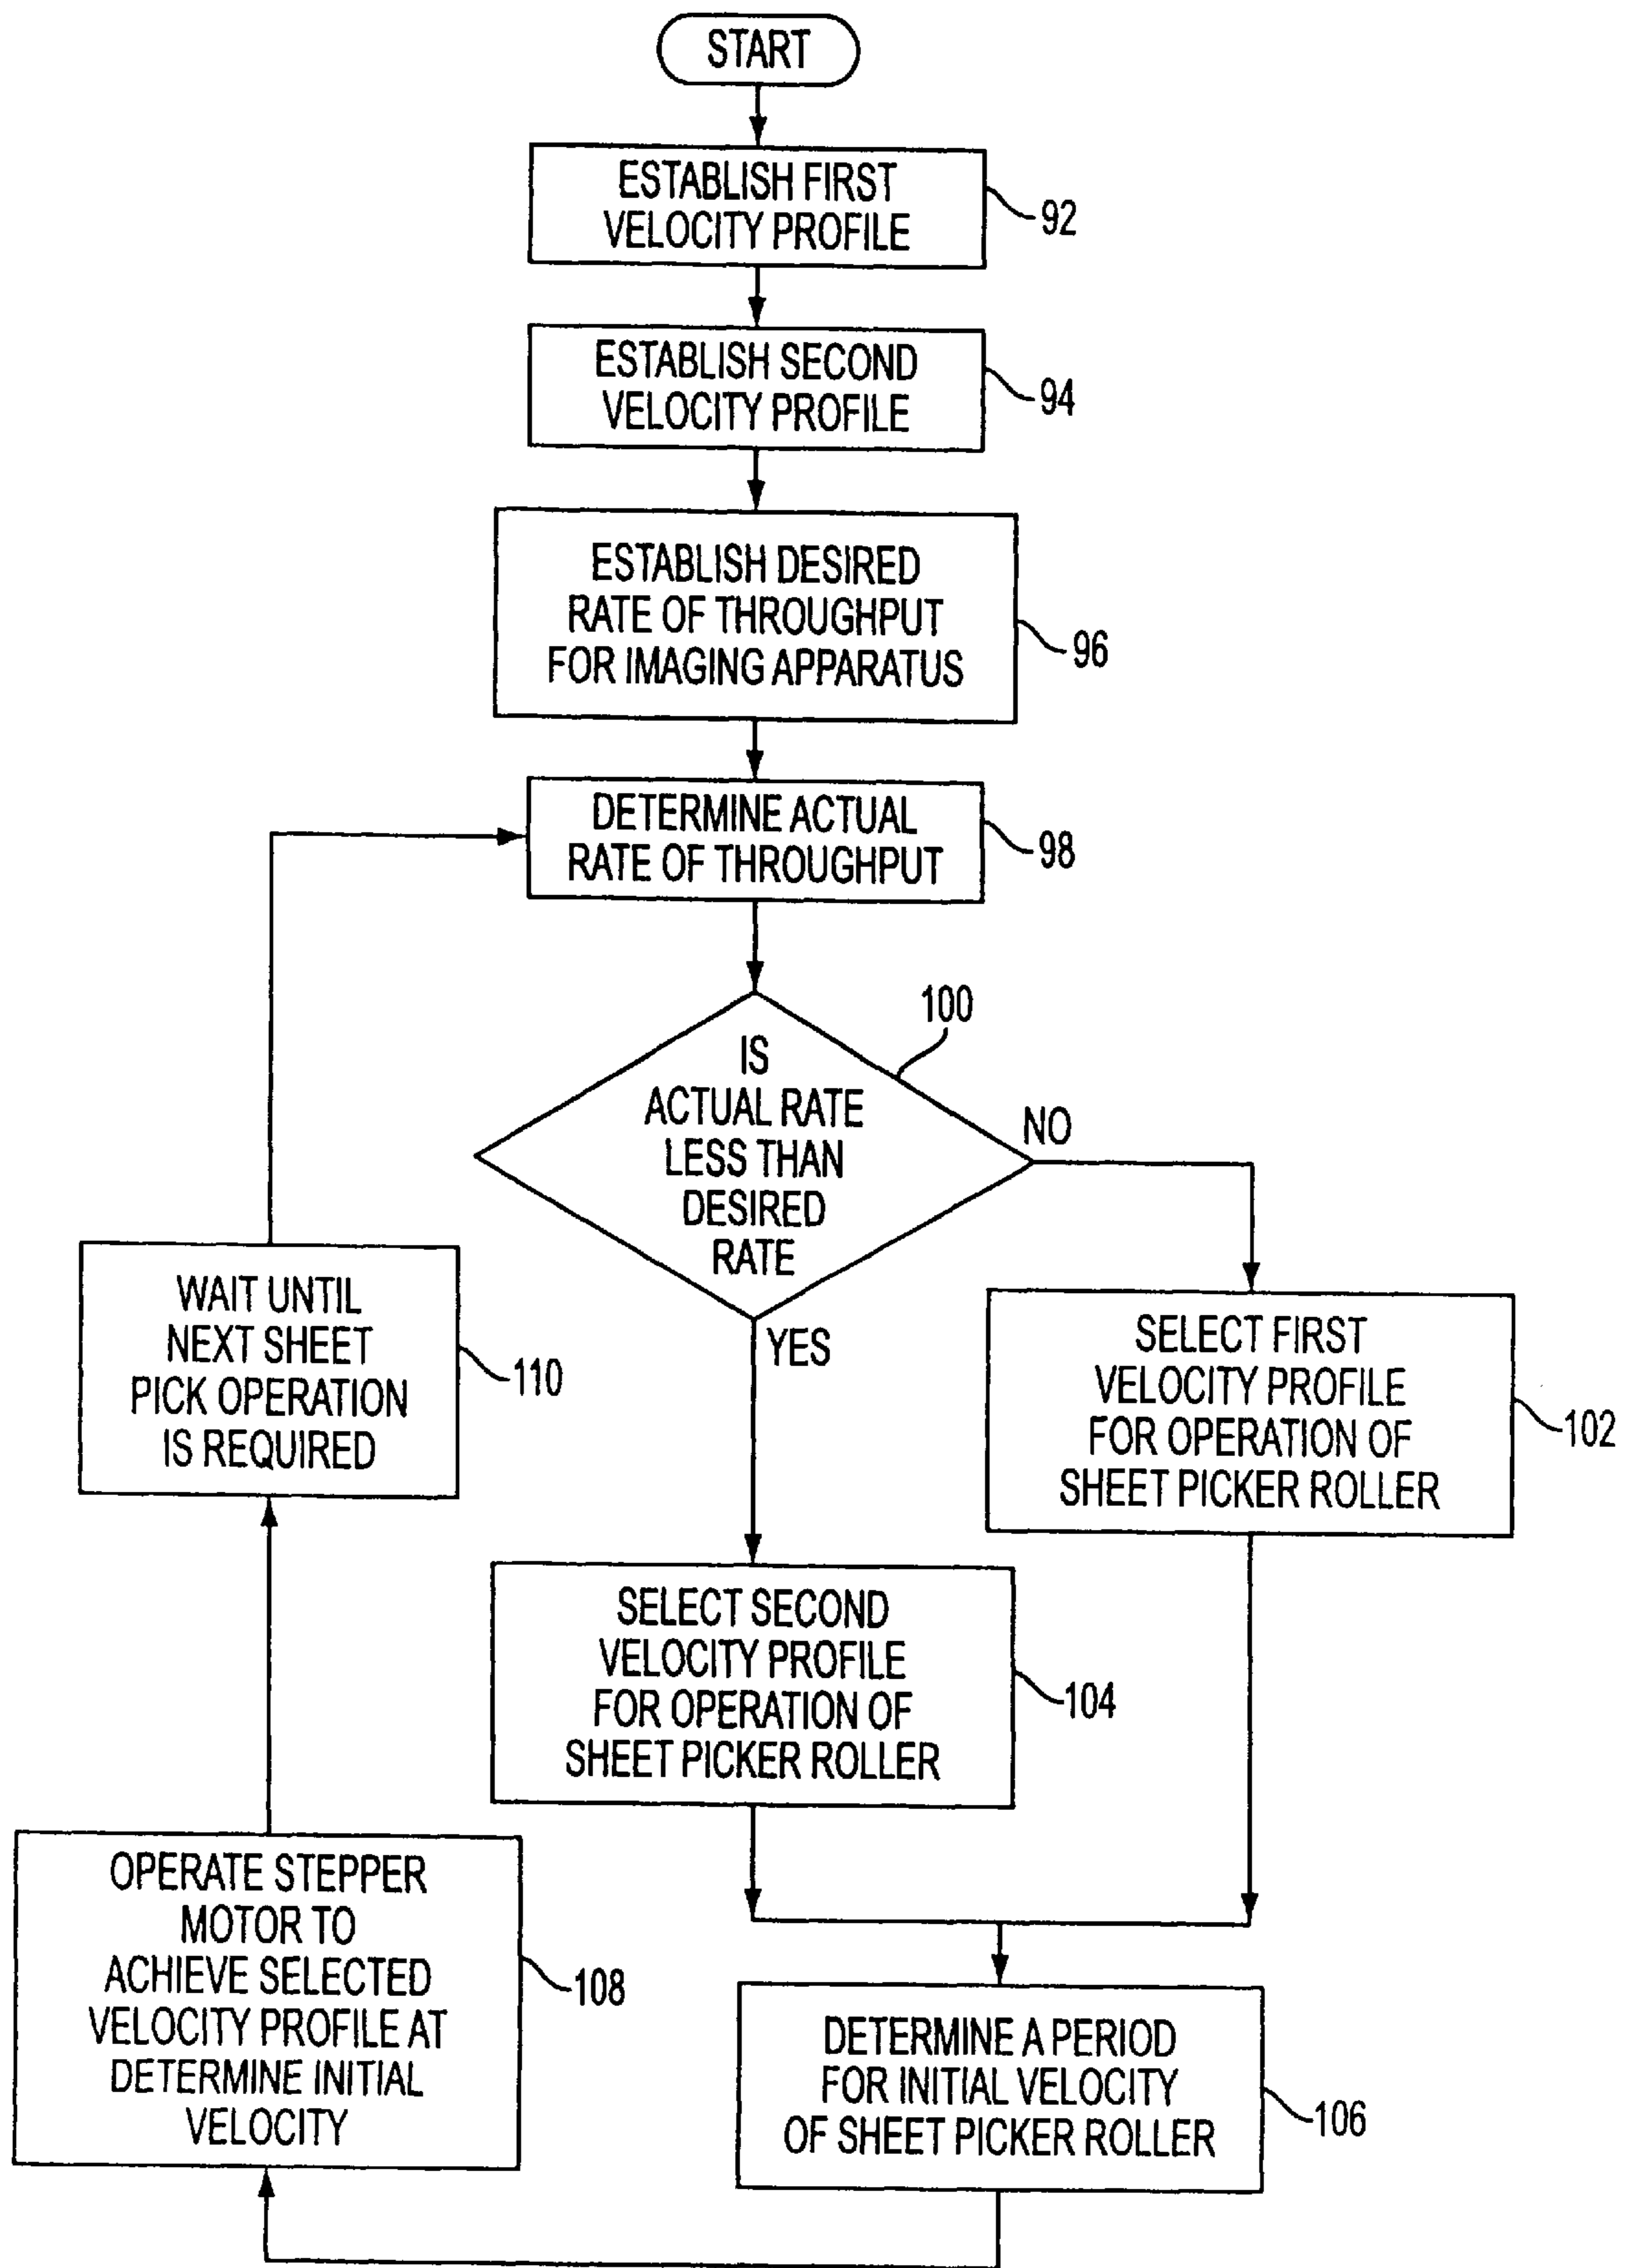 START
ESTABLISH FIRST
VELOCITY PROFILE
92
ESTABLISH SECOND
VELOCITY PROFILE
94
ESTABLISH DESIRED
RATE OF THROUGHPUT
FOR IMAGING APPARATUS
96
DETERMINE ACTUAL
RATE OF THROUGHPUT
98
IS
ACTUAL RATE
LESS THAN
DESIRED
RATE
100
NO
YES
SELECT FIRST
VELOCITY PROFILE
FOR OPERATION OF
SHEET PICKER ROLLER
102
SELECT SECOND
VELOCITY PROFILE
FOR OPERATION OF
SHEET PICKER ROLLER
104
DETERMINE A PERIOD
FOR INITIAL VELOCITY
OF SHEET PICKER ROLLER
106
OPERATE STEPPER
MOTOR TO
ACHIEVE SELECTED
VELOCITY PROFILE AT
DETERMINE INITIAL
VELOCITY
108
WAIT UNTIL
NEXT SHEET
PICK OPERATION
IS REQUIRED
110